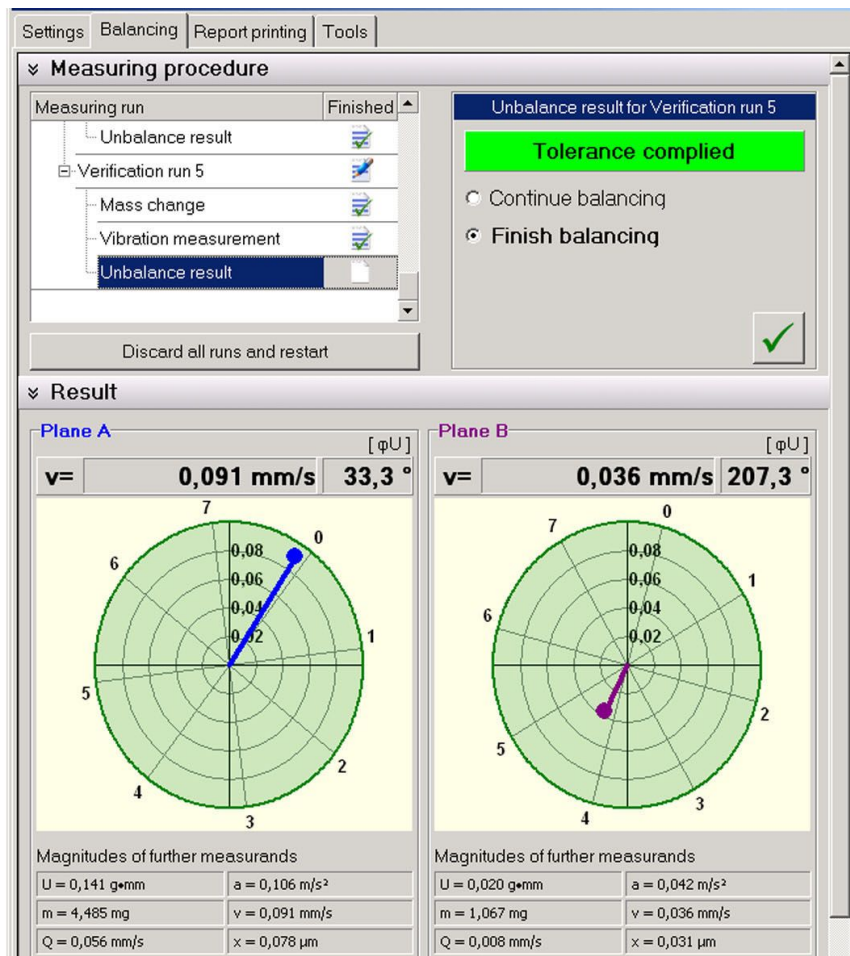 Settings Balancing Report printing Tools
Measuring procedure
Measuring run Finished
Unbalance result
Verification run 5
Mass change
Vibration measurement
Unbalance result
Discard all runs and restart
Unbalance result for Verification run 5
Tolerance complied
Continue balancing
Finish balancing
Result
Plane A
[ φU ]
v= 0,091 mm/s 33,3 °
7
0
0,08
6
0,06
0,04
0,02
1
5
2
4
3
Magnitudes of further measurands
U = 0,141 g•mm a = 0,106 m/s²
m = 4,485 mg v = 0,091 mm/s
Q = 0,056 mm/s x = 0,078 µm
Plane B
[ φU ]
v= 0,036 mm/s 207,3 °
0
7
0,08
0,06
1
0,04
6
0,02
2
5
3
4
Magnitudes of further measurands
U = 0,020 g•mm a = 0,042 m/s²
m = 1,067 mg v = 0,036 mm/s
Q = 0,008 mm/s x = 0,031 µm